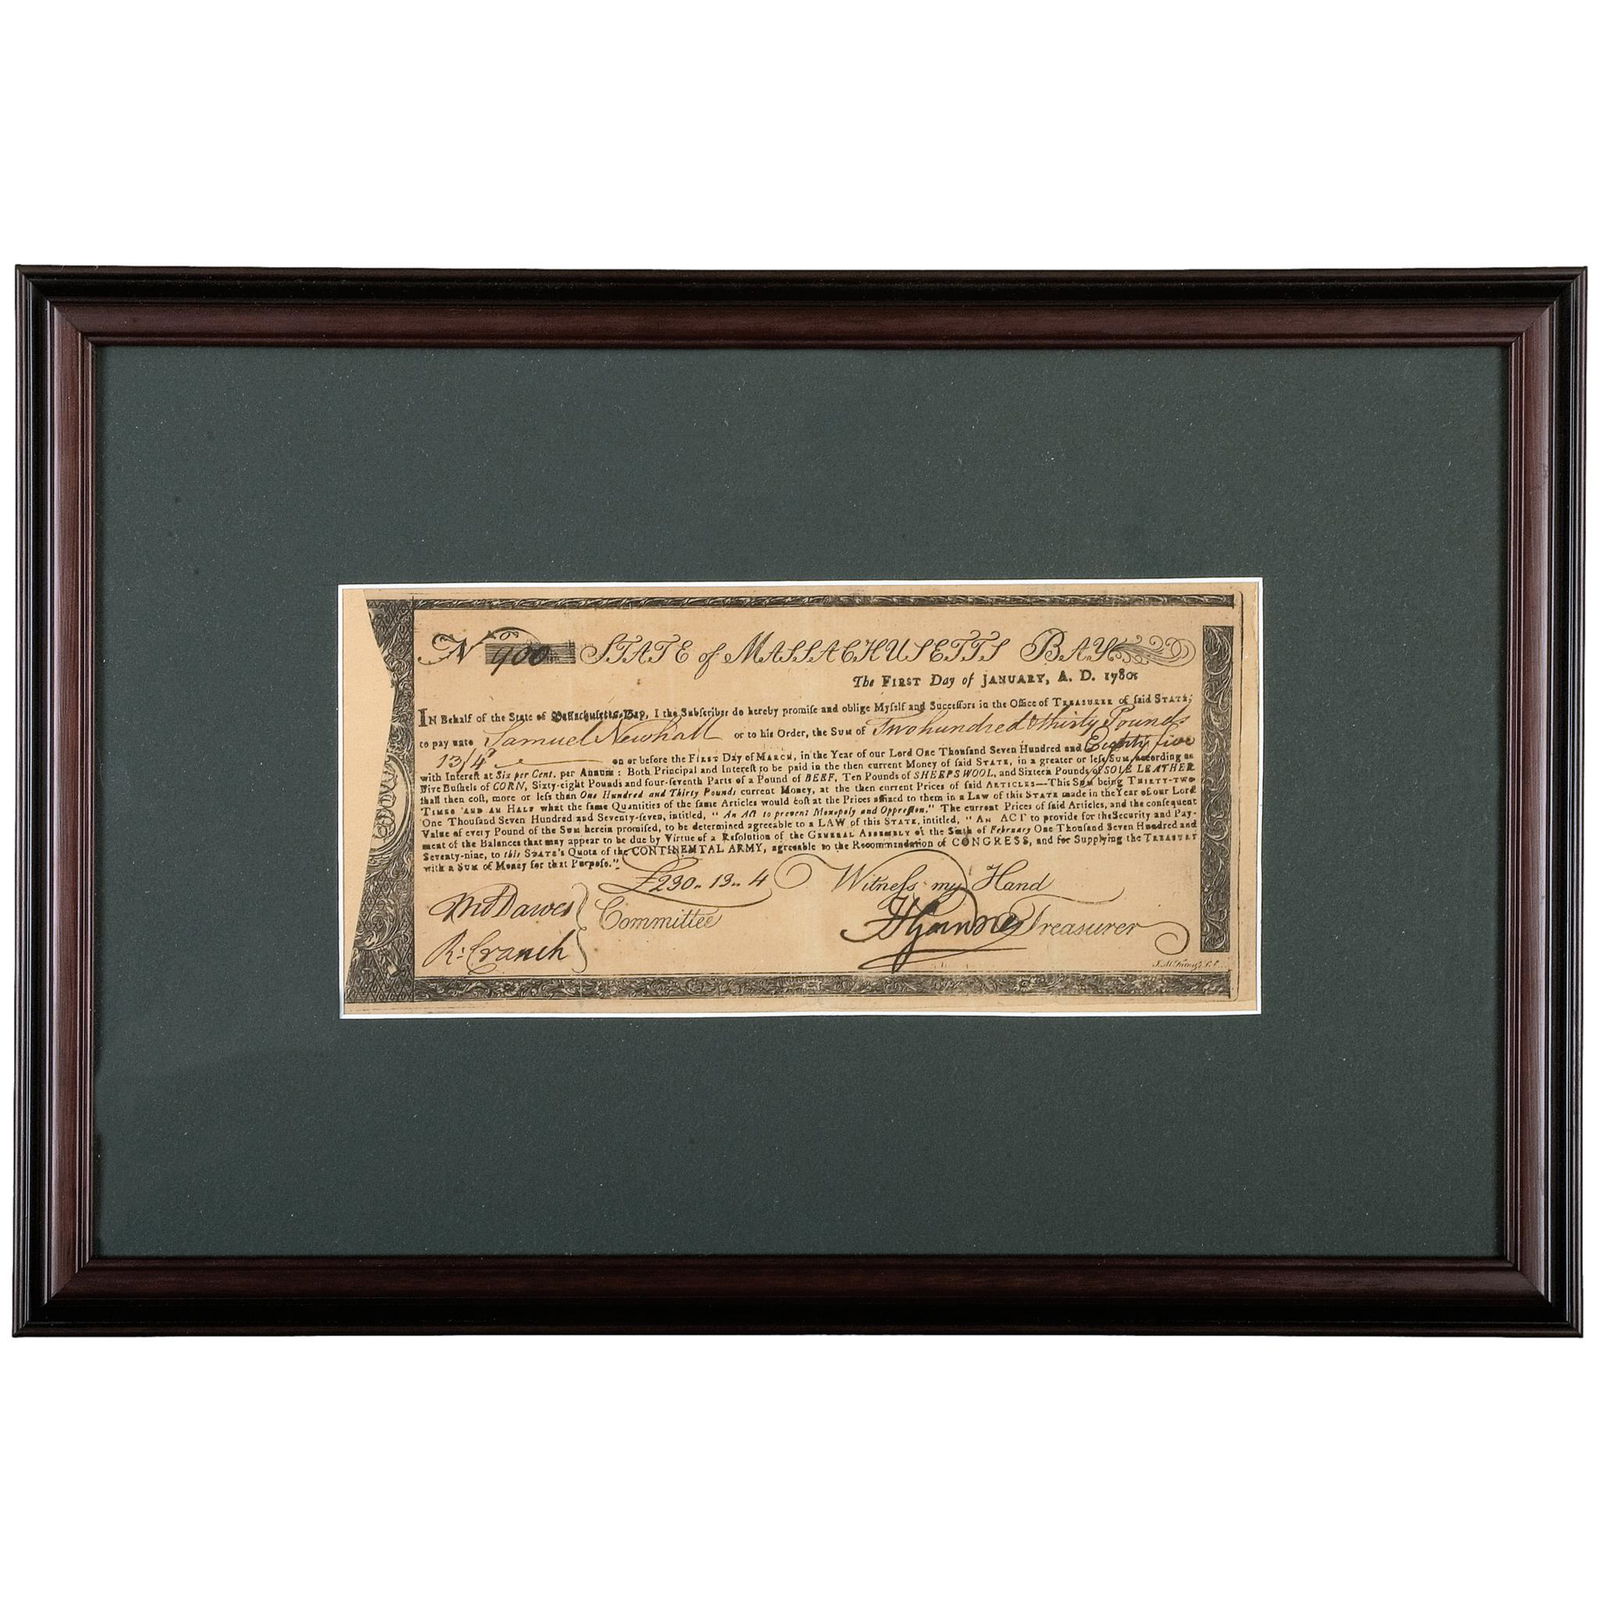 No 900 STATE of MASSACHUSETTS BAY
The FIRST Day of JANUARY, A. D. 1780
IN Behalf of the State of Massachusetts-Bay, I the Subscriber do hereby promise and oblige Myself and Successors in the Office of TREASURER of said STATE,
to pay unto Samuel Newhall or to his Order, the Sum of Two hundred & thirty Pounds
13/4 on or before the FIRST Day of MARCH, in the Year of our Lord One Thousand Seven Hundred and Eighty five
with Interest at Six per Cent. per Annum: Both Principal and Interest to be paid in the then current Money of said STATE, in a greater or less SUM, according as
Five Bushels of CORN, Sixty-eight Pounds and four-seventh Parts of a Pound of BEEF, Ten Pounds of SHEEPS WOOL, and Sixteen Pounds of SOLE LEATHER
shall then cost, more or less than One Hundred and Thirty Pounds current Money, at the then current Prices of said ARTICLES—This SUM being THIRTY-TWO
TIMES AND AN HALF what the same Quantities of the same Articles would cost at the Prices affixed to them in a Law of this STATE made in the Year of our Lord
One Thousand Seven Hundred and Seventy-seven, intitled, "An Act to prevent Monopoly and Oppression." The current Prices of said Articles, and the consequent
Value of every Pound of the SUM herein promised, to be determined agreeable to a LAW of this STATE, intitled, "AN ACT to provide for the Security and Pay-
ment of the Balances that may appear to be due by Virtue of a Resolution of the GENERAL ASSEMBLY of the Sixth of February One Thousand Seven Hundred and
Seventy-nine, to this STATE'S Quota of the CONTINENTAL ARMY, agreeable to the Recommendation of CONGRESS, and for Supplying the TREASURY
with a SUM of Money for that Purpose."
£230..13..4 Witness my Hand
Dawes Committee Treasurer
R: Cranch